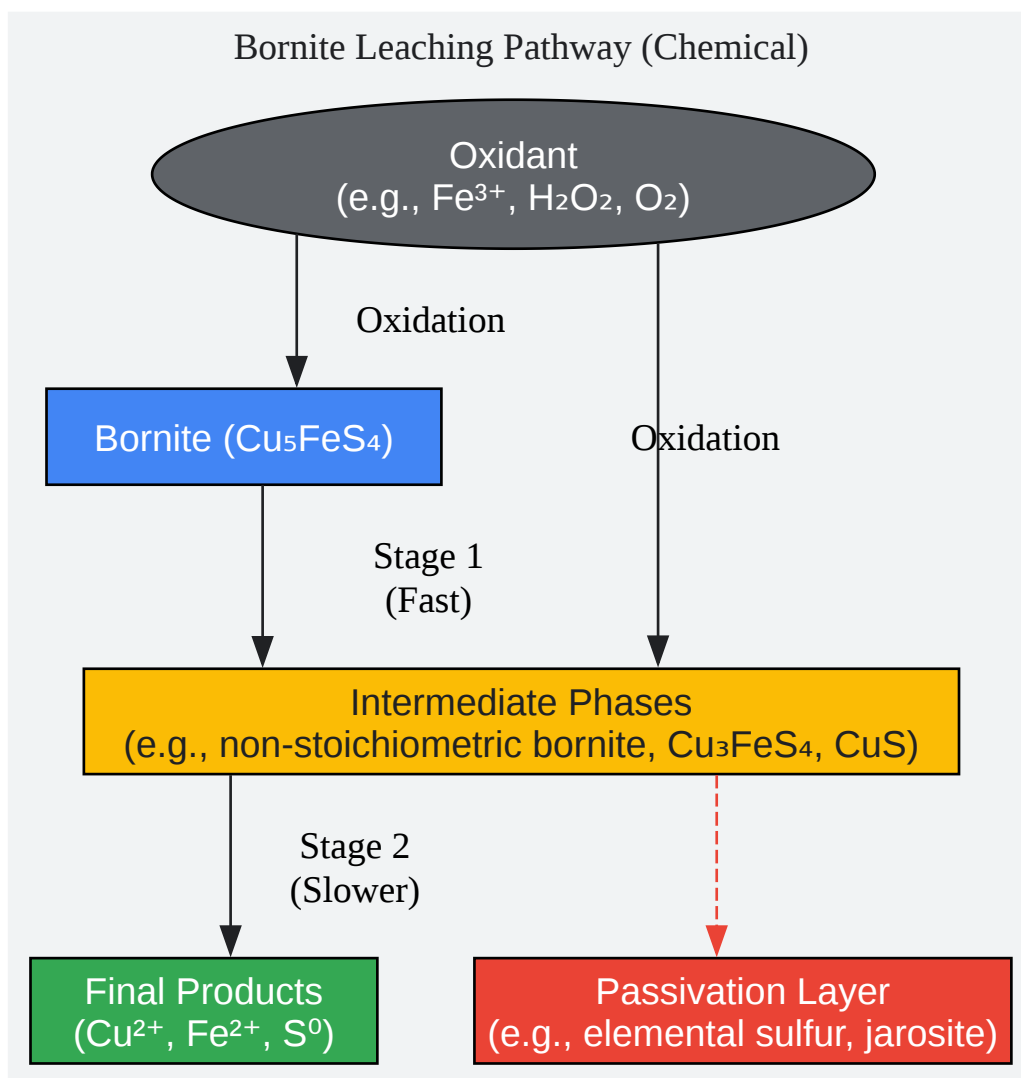 Bornite Leaching Pathway (Chemical)
Oxidant
(e.g., Fe³⁺, H₂O₂, O₂)
Oxidation
Bornite (Cu₅FeS₄)
Oxidation
Stage 1
(Fast)
Intermediate Phases
(e.g., non-stoichiometric bornite, Cu₃FeS₄, CuS)
Stage 2
(Slower)
Final Products
(Cu²⁺, Fe²⁺, S⁰)
Passivation Layer
(e.g., elemental sulfur, jarosite)